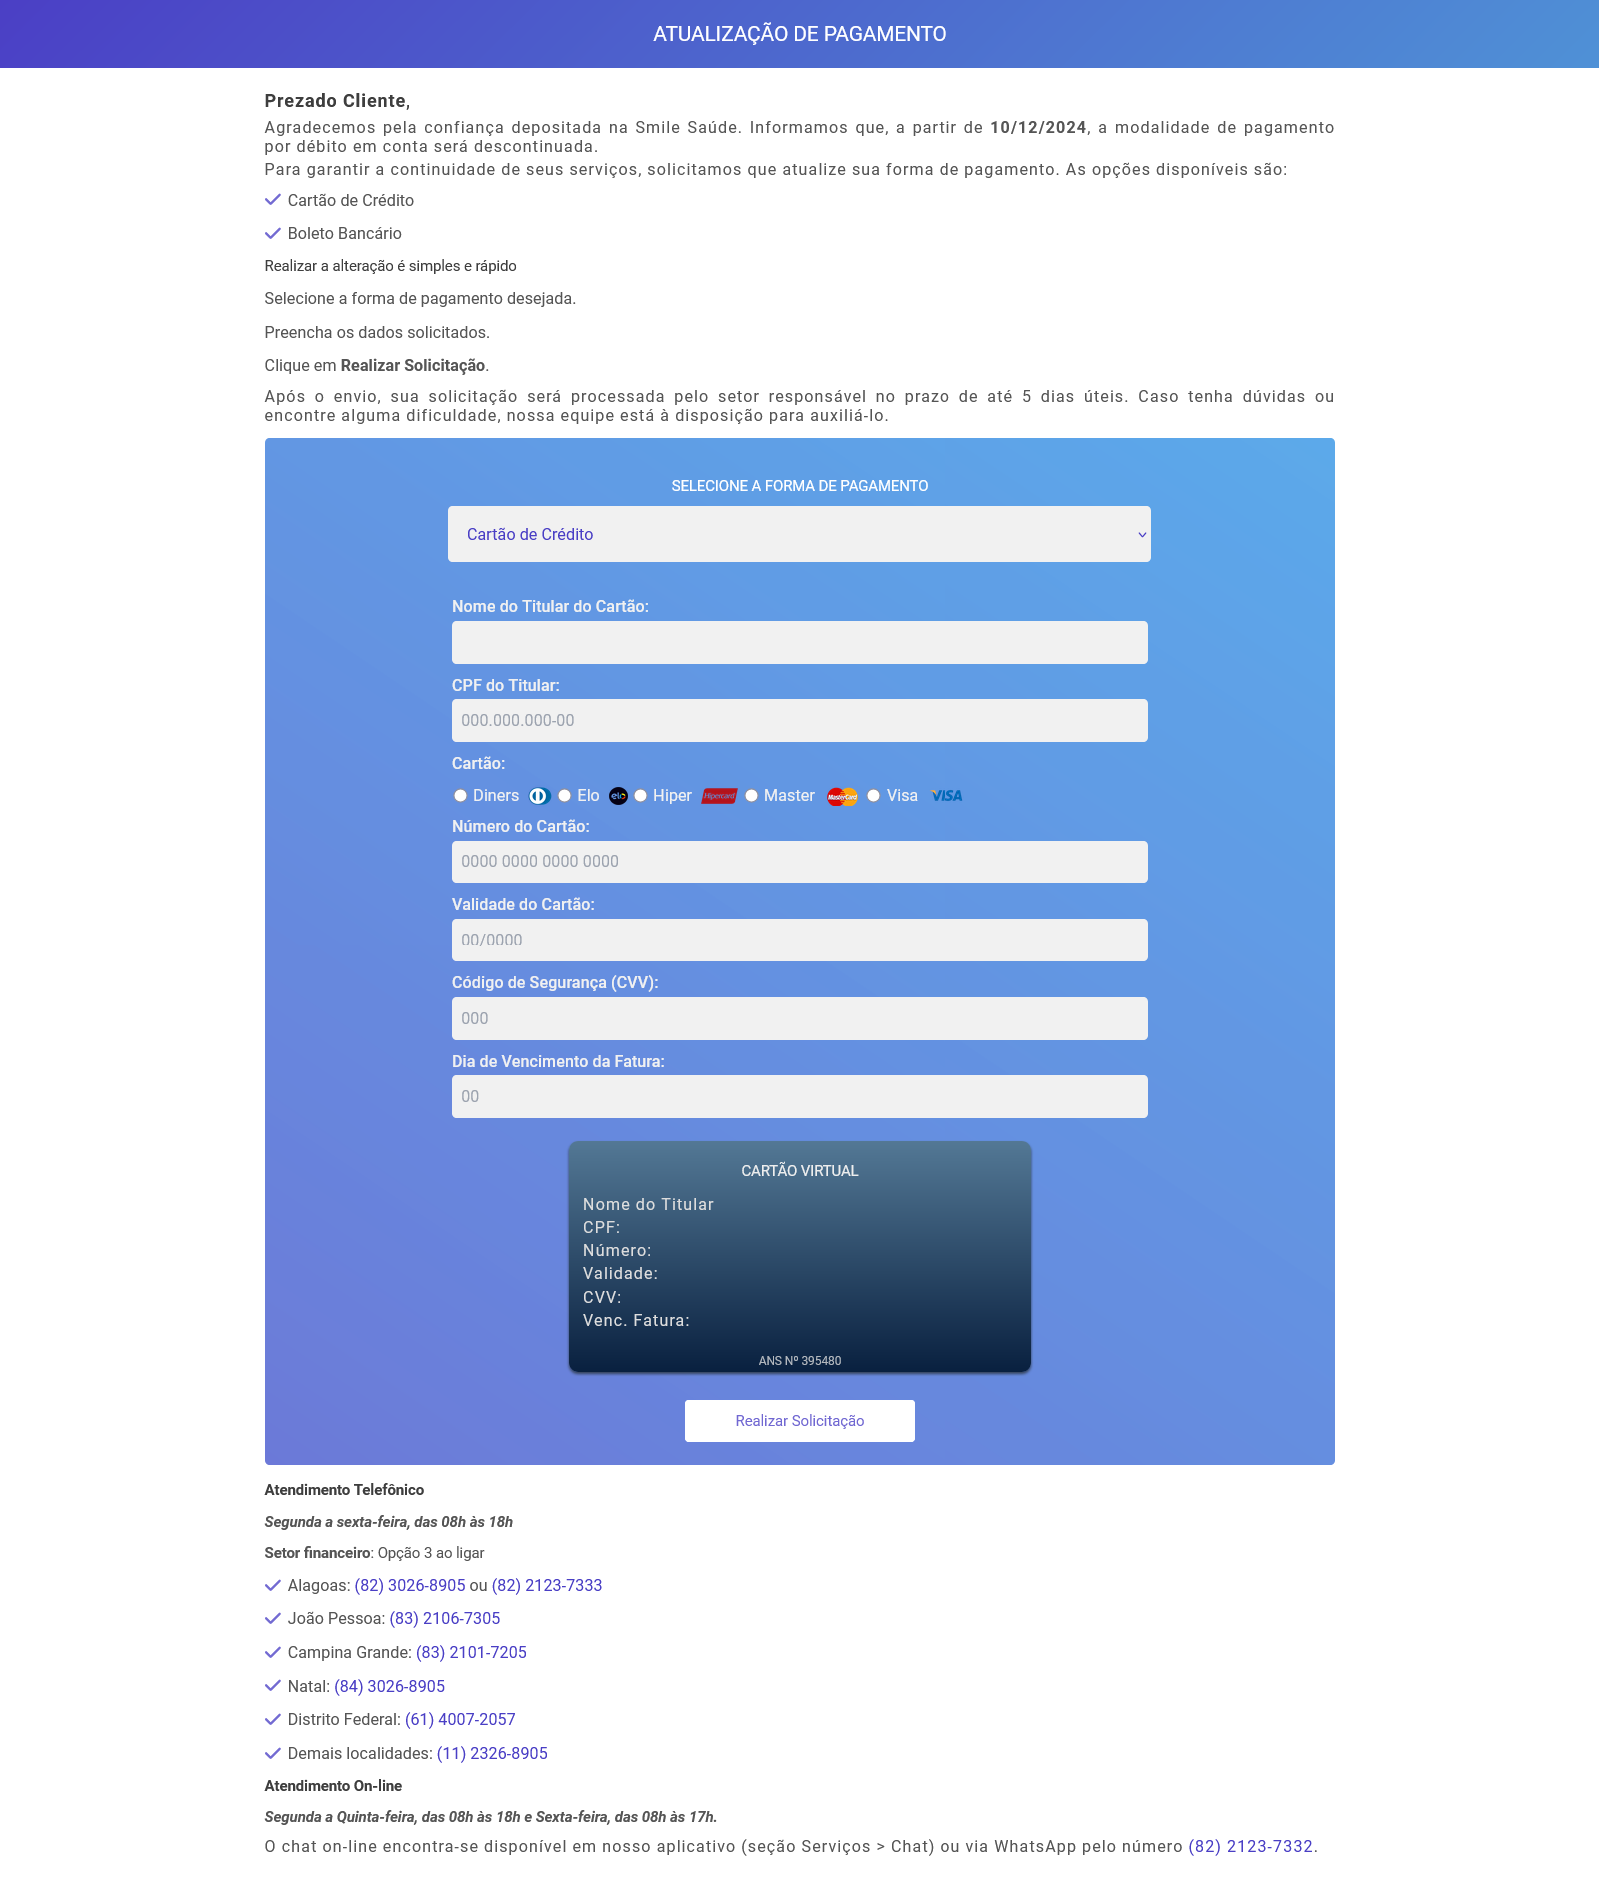 ATUALIZAÇÃO DE PAGAMENTO
Prezado Cliente,
Agradecemos pela confiança depositada na Smile Saúde. Informamos que, a partir de 10/12/2024, a modalidade de pagamento
por débito em conta será descontinuada.
Para garantir a continuidade de seus serviços, solicitamos que atualize sua forma de pagamento. As opções disponíveis são:
Cartão de Crédito
Boleto Bancário
Realizar a alteração é simples e rápido
Selecione a forma de pagamento desejada.
Preencha os dados solicitados.
Clique em Realizar Solicitação.
Após o envio, sua solicitação será processada pelo setor responsável no prazo de até 5 dias úteis. Caso tenha dúvidas ou
encontre alguma dificuldade, nossa equipe está à disposição para auxiliá-lo.
SELECIONE A FORMA DE PAGAMENTO
Cartão de Crédito
Nome do Titular do Cartão:
CPF do Titular:
000.000.000-00
Cartão:
Diners Elo elo Hiper Hipercard Master MasterCard Visa VISA
Número do Cartão:
0000 0000 0000 0000
Validade do Cartão:
00/0000
Código de Segurança (CVV):
000
Dia de Vencimento da Fatura:
00
CARTÃO VIRTUAL
Nome do Titular
CPF:
Número:
Validade:
CVV:
Venc. Fatura:
ANS Nº 395480
Realizar Solicitação
Atendimento Telefônico
Segunda a sexta-feira, das 08h às 18h
Setor financeiro: Opção 3 ao ligar
Alagoas: (82) 3026-8905 ou (82) 2123-7333
João Pessoa: (83) 2106-7305
Campina Grande: (83) 2101-7205
Natal: (84) 3026-8905
Distrito Federal: (61) 4007-2057
Demais localidades: (11) 2326-8905
Atendimento On-line
Segunda a Quinta-feira, das 08h às 18h e Sexta-feira, das 08h às 17h.
O chat on-line encontra-se disponível em nosso aplicativo (seção Serviços > Chat) ou via WhatsApp pelo número (82) 2123-7332.